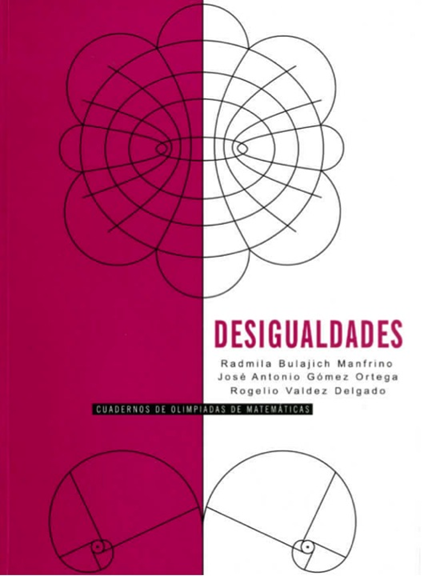 DESIGUALDADES
Radmila Bulajich Manfrino
José Antonio Gómez Ortega
Rogelio Valdez Delgado
CUADERNOS DE OLIMPIADAS DE MATEMÁTICAS